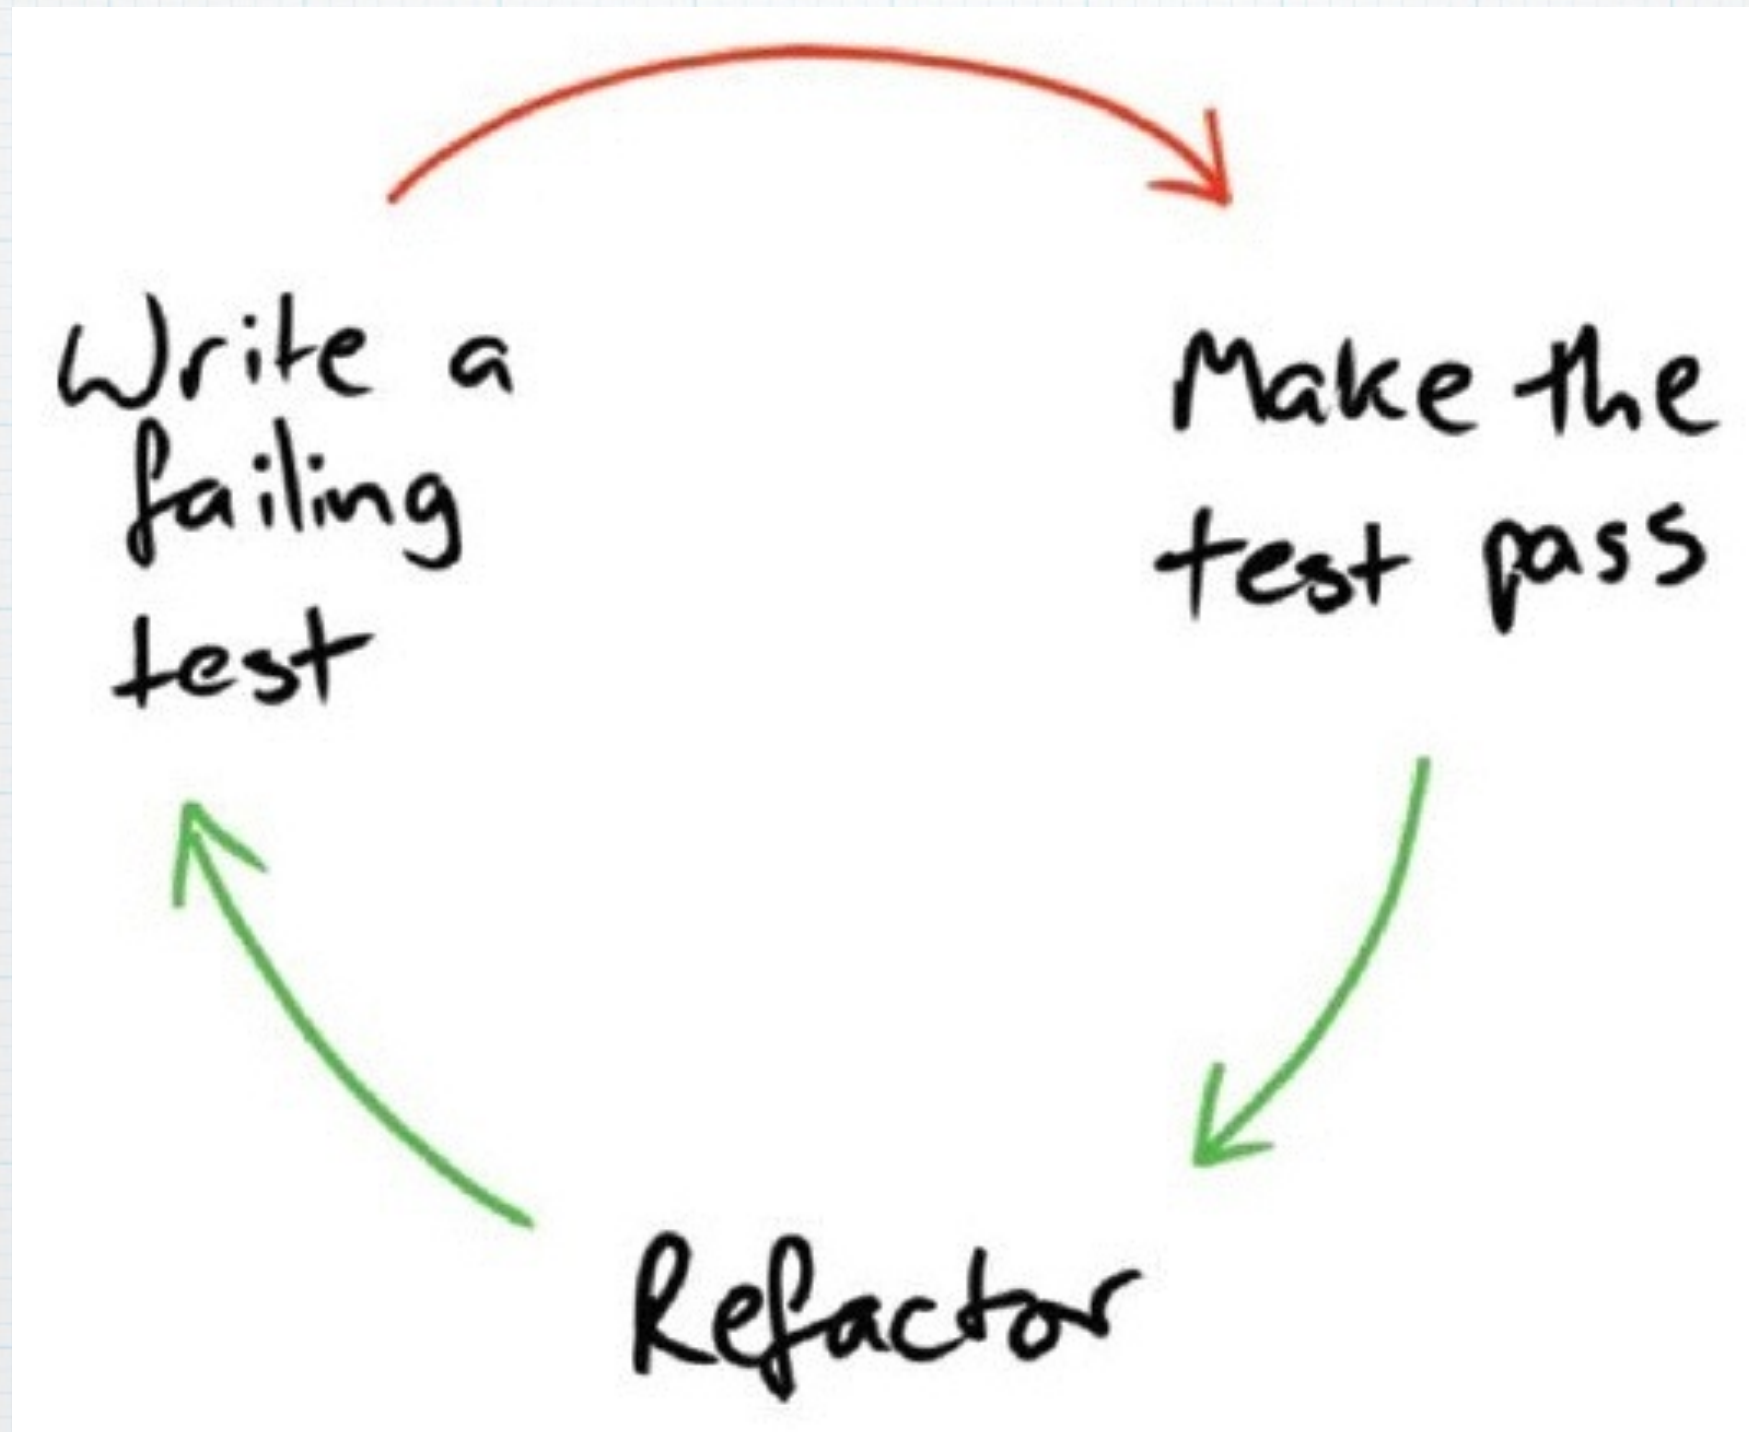 Write a
failing
test
Make the
test pass
Refactor